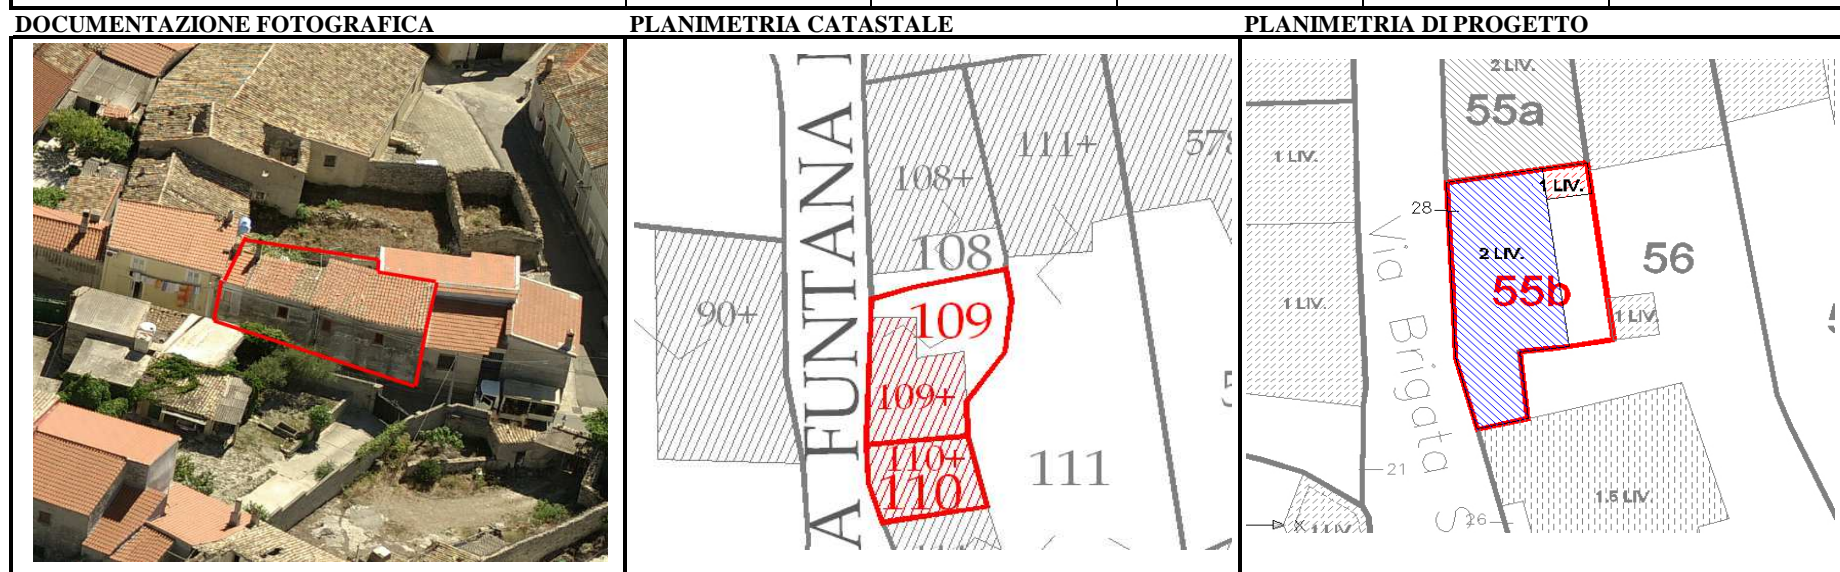 DOCUMENTAZIONE FOTOGRAFICA
PLANIMETRIA CATASTALE
PLANIMETRIA DI PROGETTO
A FUNTANA
108+
111+
108
109
90+
109+
110+
110
111
2 LIV.
55a
1 LIV.
1 LIV.
28
2 LIV.
55b
56
1 LIV.
1 LIV.
Via Brigata S
21
1.5 LIV.
26
X
1 LIV.